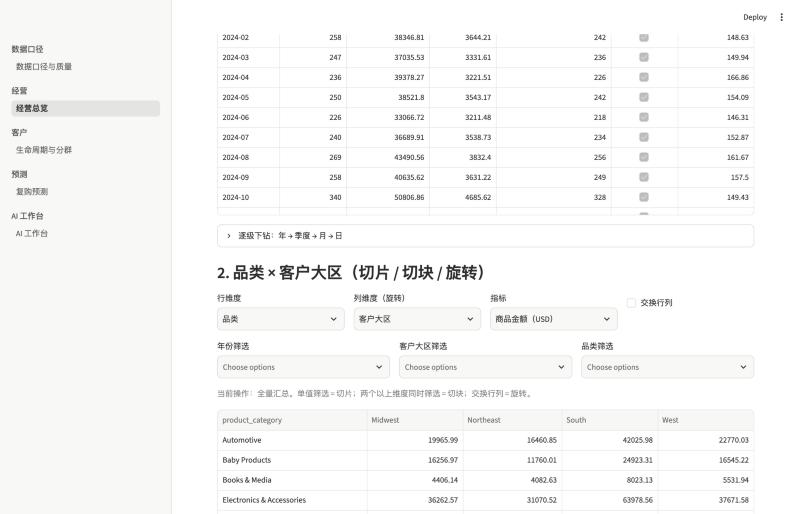 Deploy
数据口径
数据口径与质量
经营
经营总览
客户
生命周期与分群
预测
复购预测
AI 工作台
AI 工作台
2024-02 258 38346.81 3644.21 242 148.63
2024-03 247 37035.53 3331.61 236 149.94
2024-04 236 39378.27 3221.51 226 166.86
2024-05 250 38521.8 3543.17 242 154.09
2024-06 226 33066.72 3211.48 218 146.31
2024-07 240 36689.91 3538.73 234 152.87
2024-08 269 43490.56 3832.4 256 161.67
2024-09 258 40635.62 3631.22 249 157.5
2024-10 340 50806.86 4685.62 328 149.43
逐级下钻：年 → 季度 → 月 → 日
2. 品类 × 客户大区（切片 / 切块 / 旋转）
行维度 列维度（旋转） 指标 交换行列
品类 客户大区 商品金额（USD）
年份筛选 客户大区筛选 品类筛选
Choose options Choose options Choose options
当前操作：全量汇总。单值筛选 = 切片；两个以上维度同时筛选 = 切块；交换行列 = 旋转。
product_category Midwest Northeast South West
Automotive 19965.99 16460.85 42025.98 22770.03
Baby Products 16256.97 11760.01 24923.31 16545.22
Books & Media 4406.14 4082.63 8023.13 5531.94
Electronics & Accessories 36262.57 31070.52 63978.56 37671.58